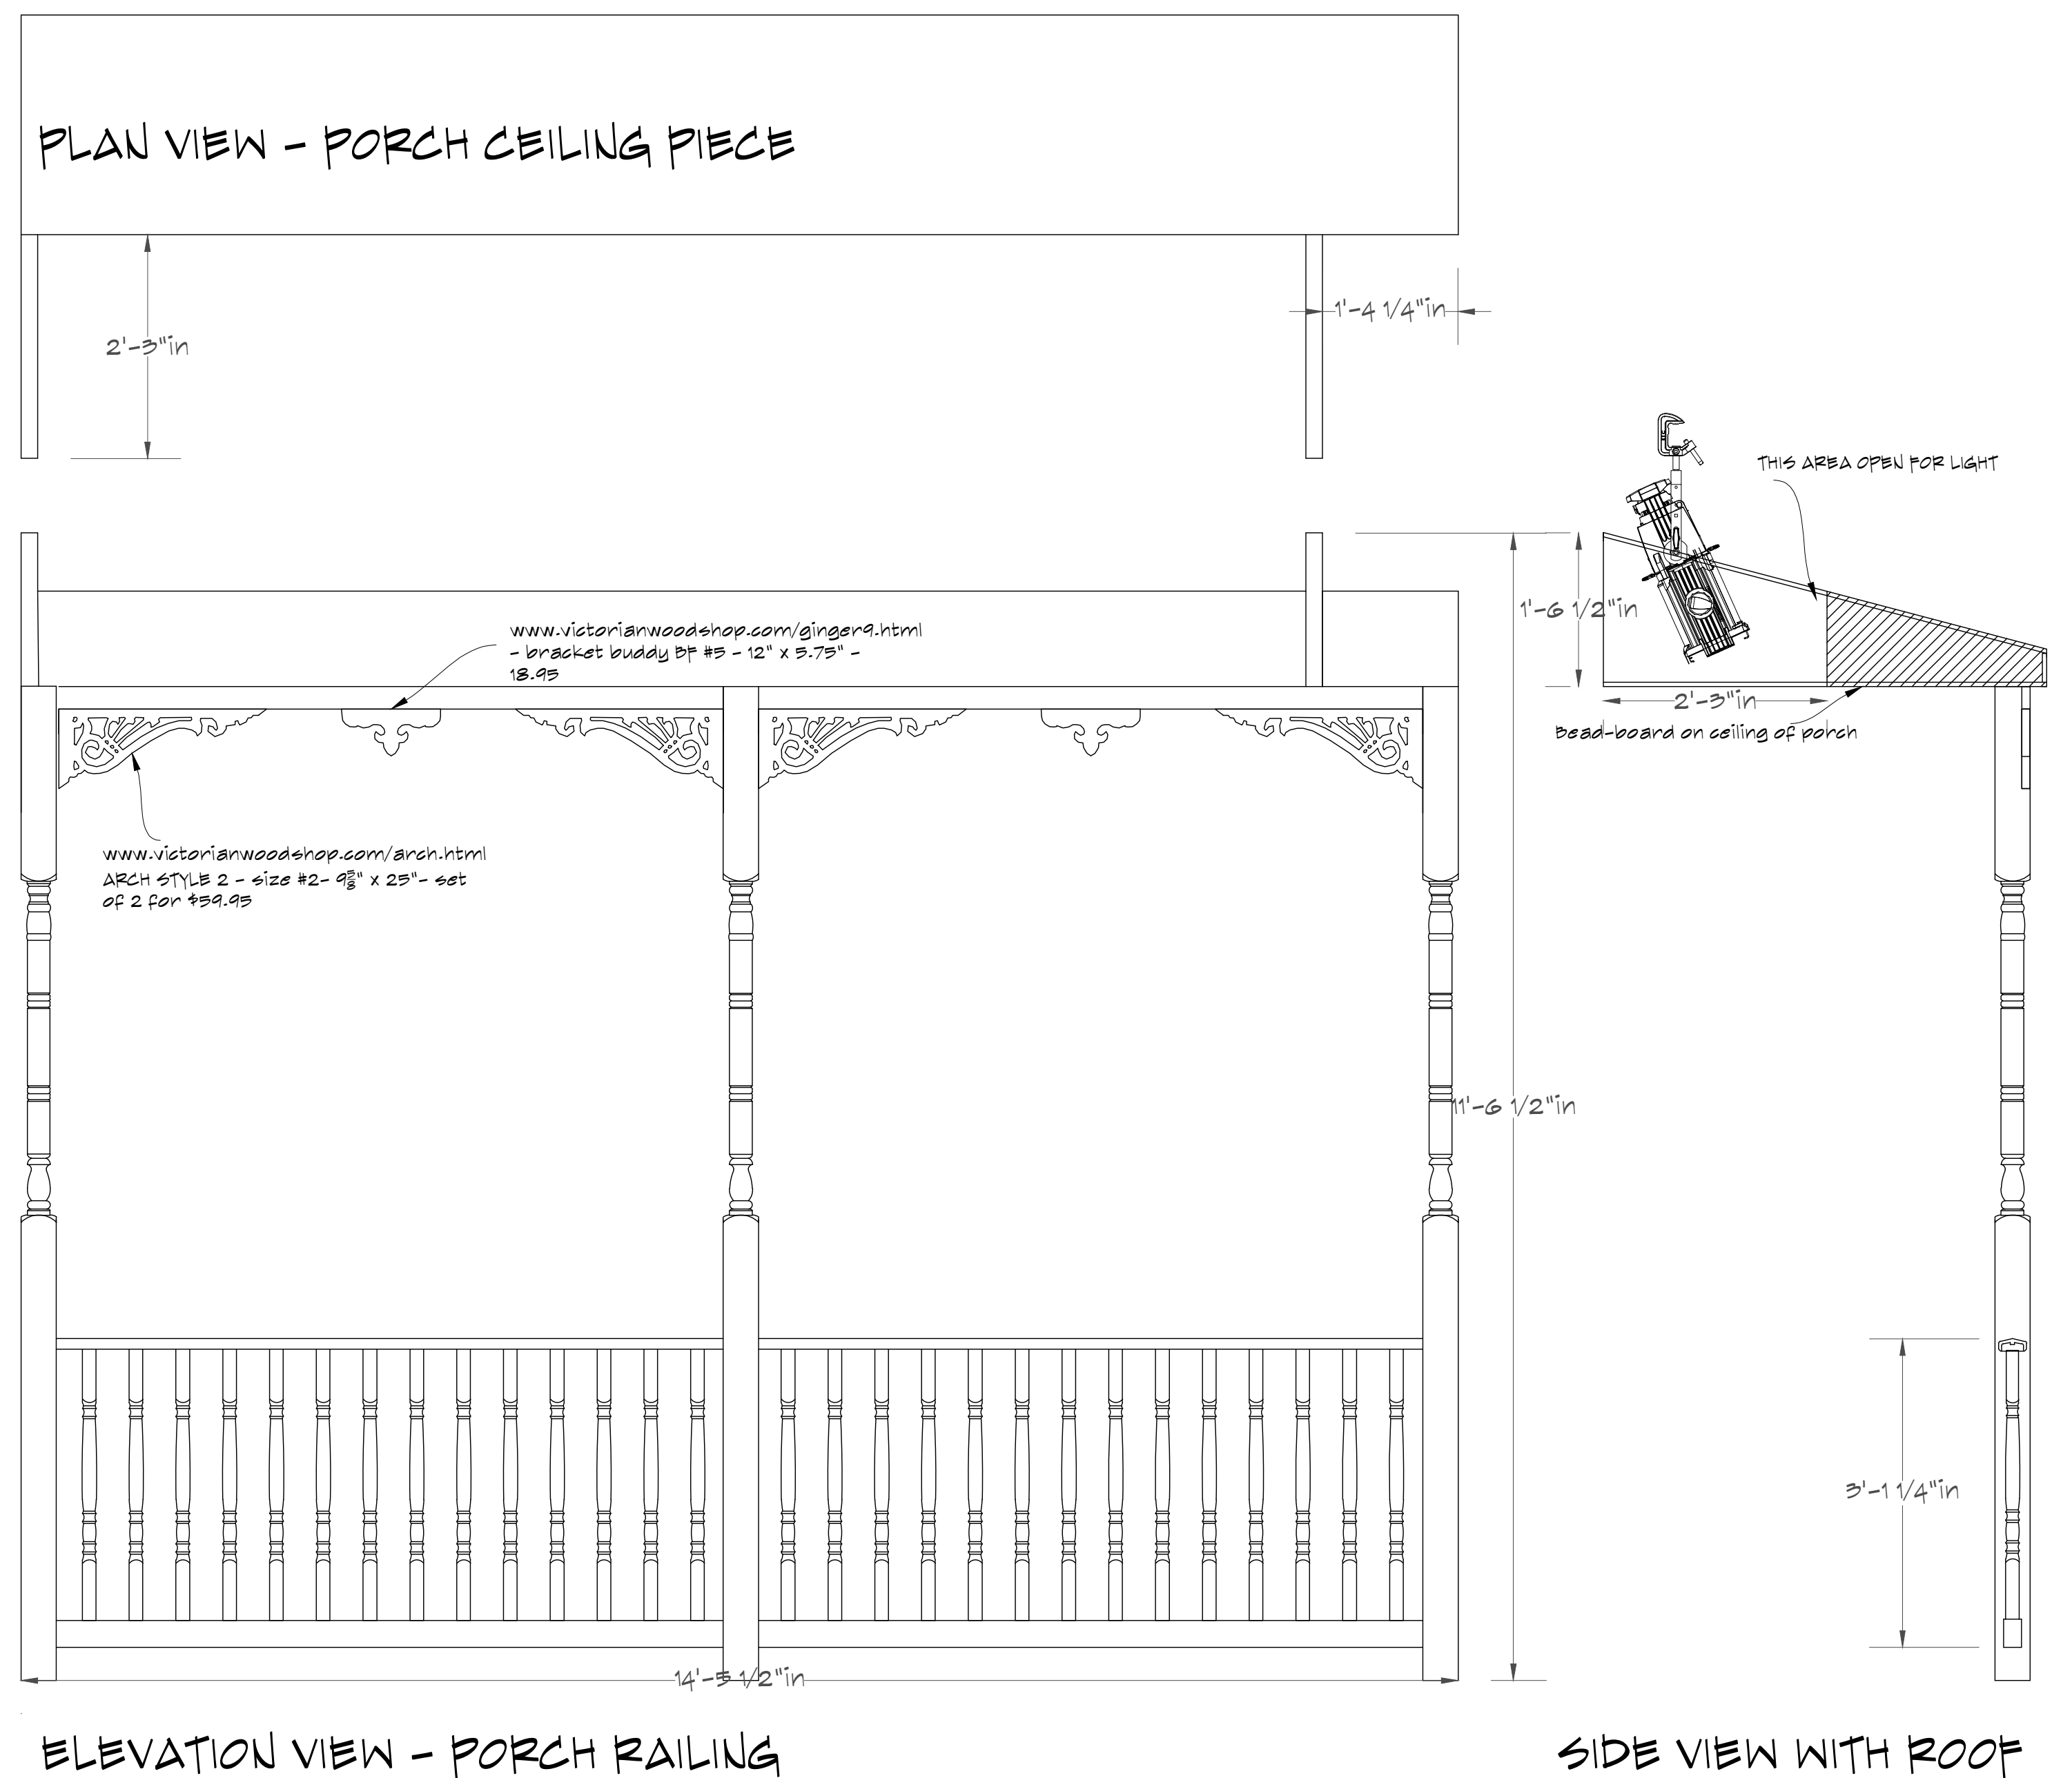 PLAN VIEW - PORCH CEILING PIECE
1'-4 1/4"in
2'-3"in
THIS AREA OPEN FOR LIGHT
1'-6 1/2"in
www.victorianwoodshop.com/ginger9.html
- bracket buddy BF #5 - 12" x 5.75" -
18.95
2'-3"in
Bead-board on ceiling of porch
www.victorianwoodshop.com/arch.html
ARCH STYLE 2 - size #2- 9⅝" X 25"- set
of 2 for $59.95
11'-6 1/2"in
3'-1 1/4"in
14'-5 1/2"in
ELEVATION VIEW - PORCH RAILING
SIDE VIEW WITH ROOF